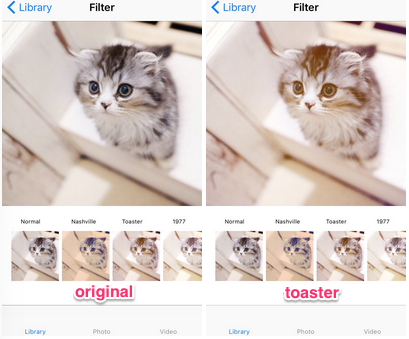 Library Filter
Normal Nashville Toaster 1977
original
Library Photo Video
Library Filter
Normal Nashville Toaster 1977
toaster
Library Photo Video